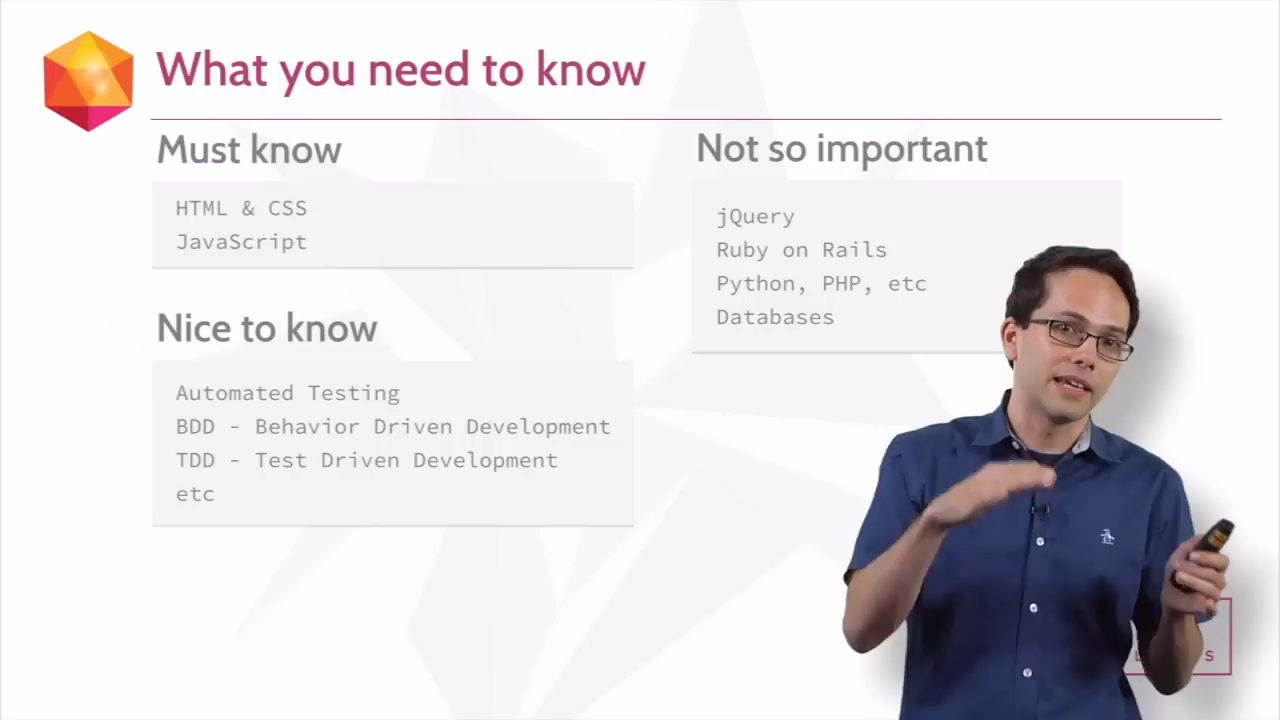 What you need to know
Must know
HTML & CSS
JavaScript
Nice to know
Automated Testing
BDD - Behavior Driven Development
TDD - Test Driven Development
etc
Not so important
jQuery
Ruby on Rails
Python, PHP, etc
Databases